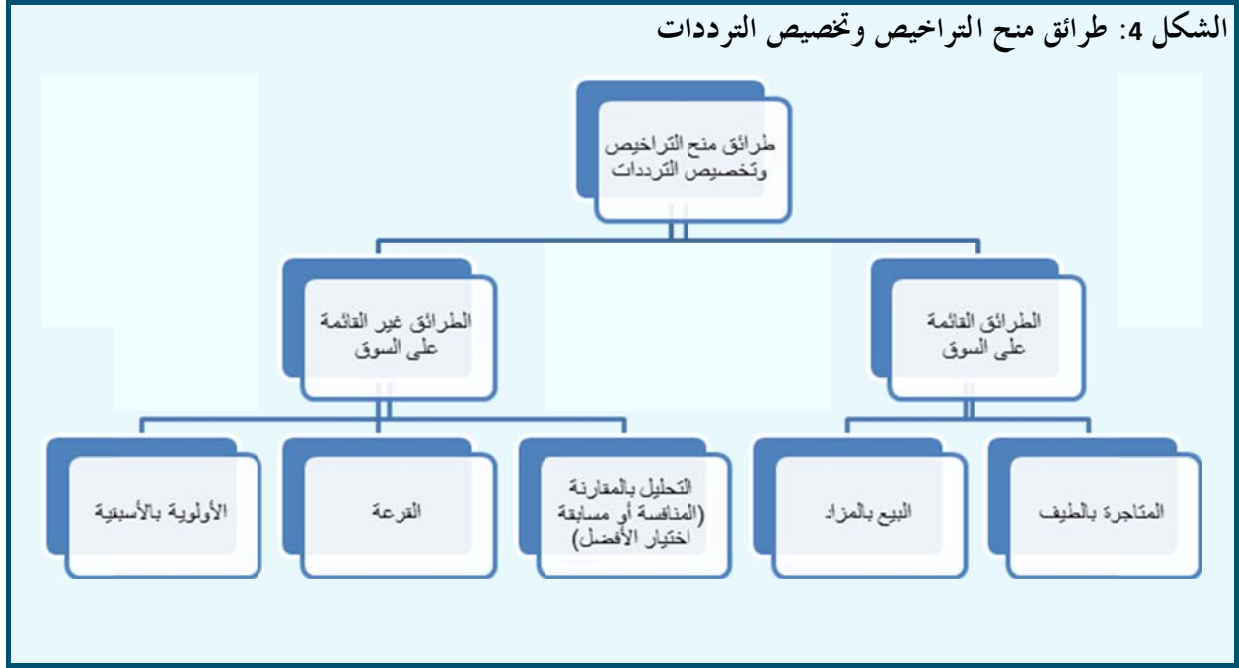 الشكل 4: طرائق منح التراخيص وتخصيص الترددات
طرائق منح التراخيص
وتخصيص الترددات
الطرائق القائمة
على السوق
الطرائق غير القائمة
على السوق
المتاجرة بالطيف
البيع بالمزاد
التحليل بالمقارنة
(المنافسة أو مسابقة
اختيار الأفضل)
القرعة
الأولوية بالأسبقية